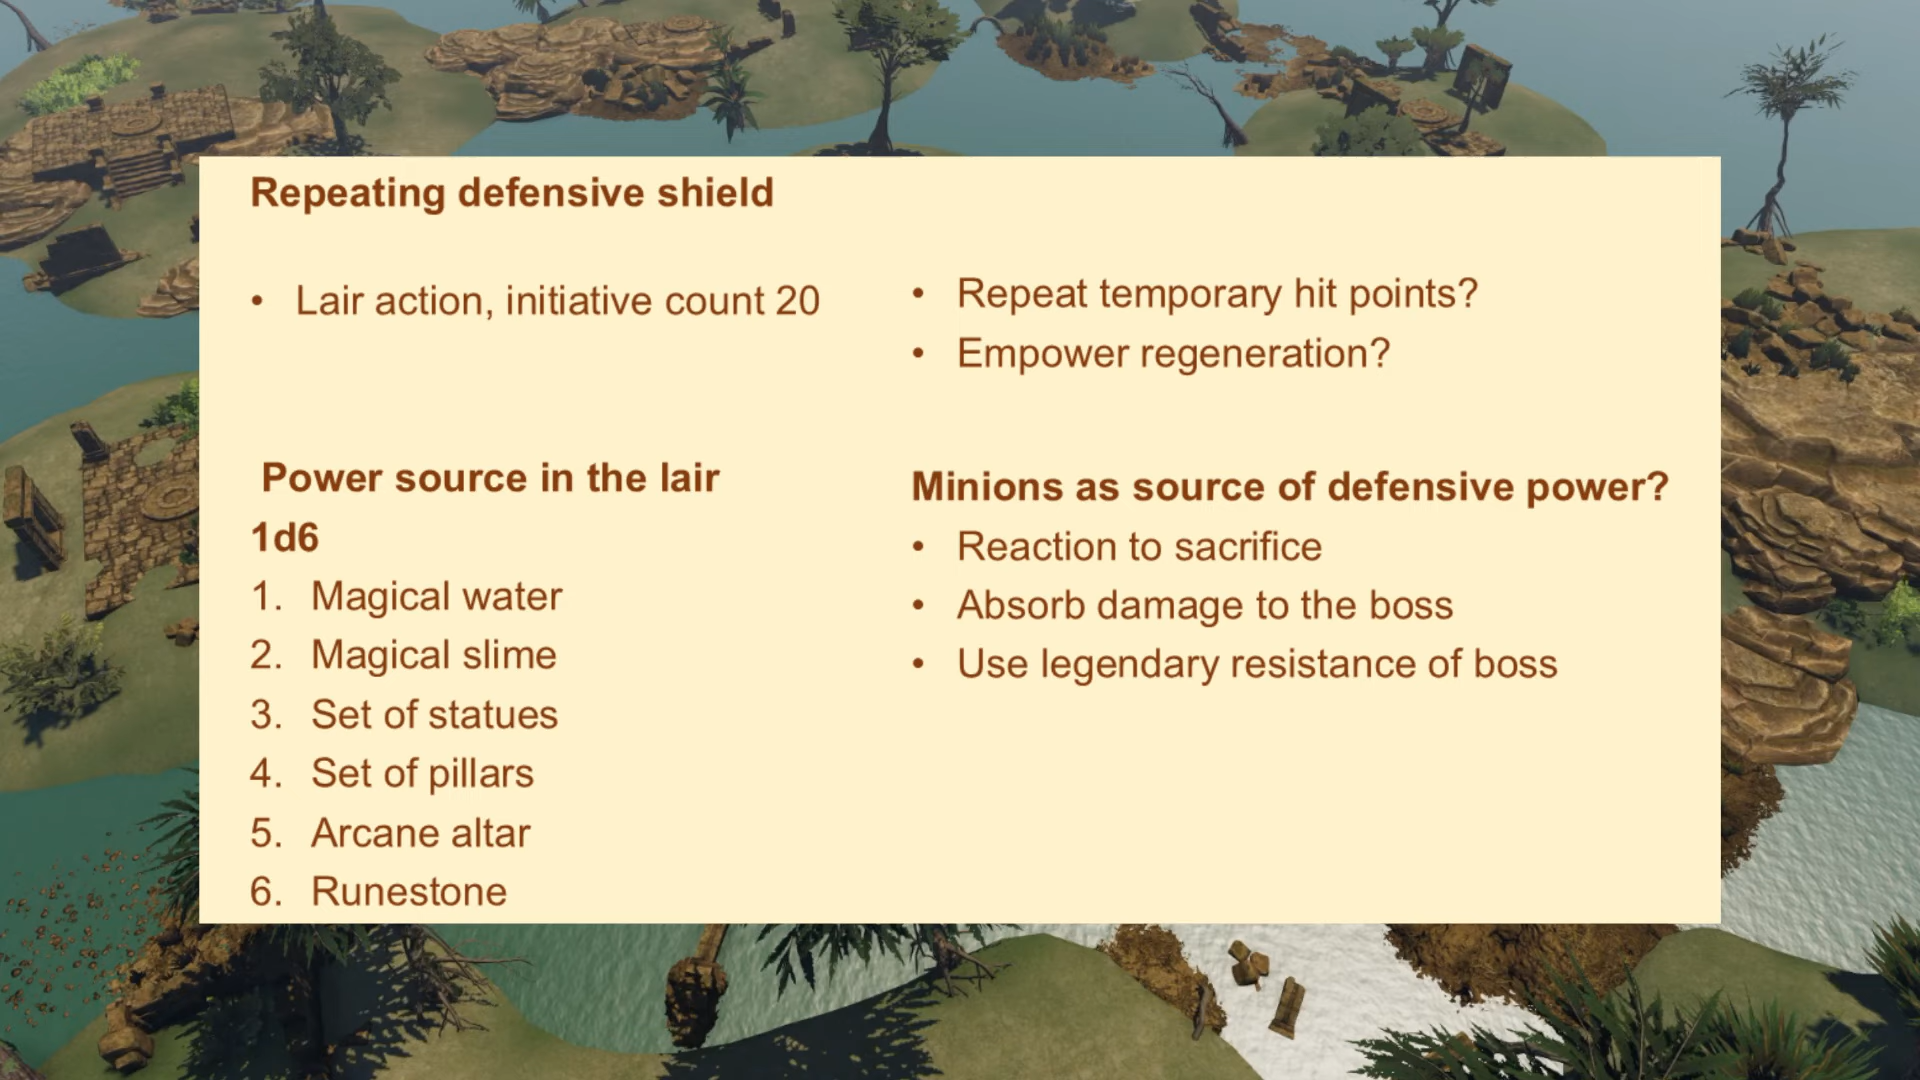 Repeating defensive shield
• Lair action, initiative count 20
• Repeat temporary hit points?
• Empower regeneration?
Power source in the lair
1d6
1. Magical water
2. Magical slime
3. Set of statues
4. Set of pillars
5. Arcane altar
6. Runestone
Minions as source of defensive power?
• Reaction to sacrifice
• Absorb damage to the boss
• Use legendary resistance of boss